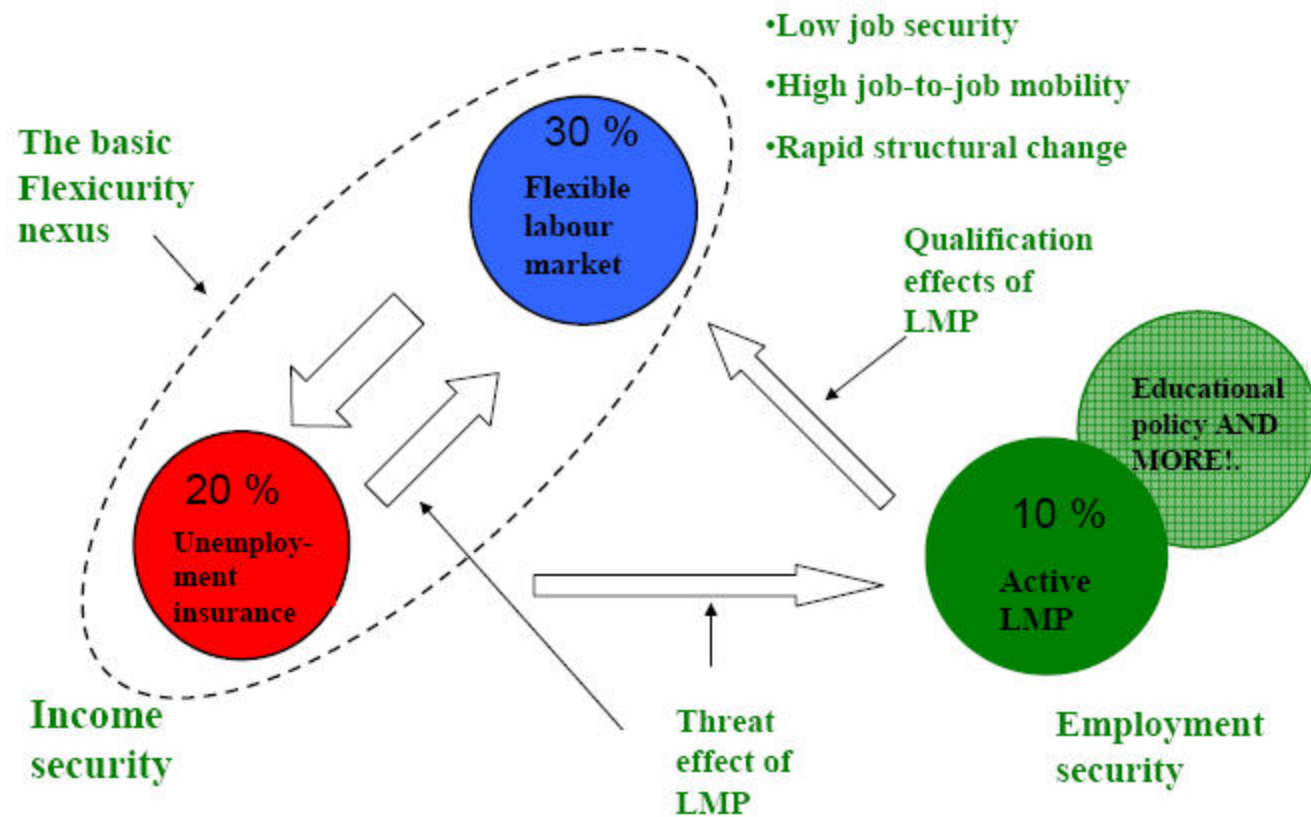 •Low job security
•High job-to-job mobility
•Rapid structural change
The basic
Flexicurity
nexus
30 %
Flexible
labour
market
Qualification
effects of
LMP
Educational
policy AND
MORE!.
20 %
Unemploy-
ment
insurance
10 %
Active
LMP
Income
security
Threat
effect of
LMP
Employment
security